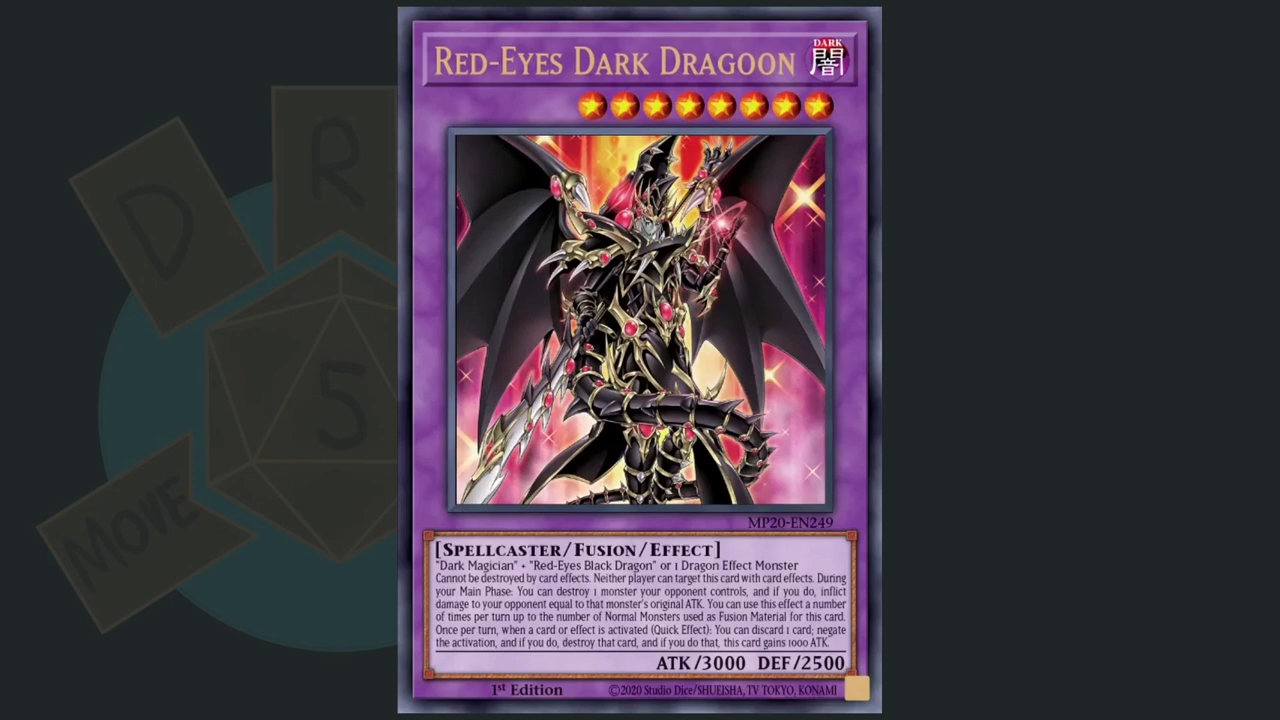 RED-EYES DARK DRAGOON
DARK
闇
MP20-EN249
[SPELLCASTER/FUSION/EFFECT]
"Dark Magician" + "Red-Eyes Black Dragon" or 1 Dragon Effect Monster
Cannot be destroyed by card effects. Neither player can target this card with card effects. During
your Main Phase: You can destroy 1 monster your opponent controls, and if you do, inflict
damage to your opponent equal to that monster's original ATK. You can use this effect a number
of times per turn up to the number of Normal Monsters used as Fusion Material for this card.
Once per turn, when a card or effect is activated (Quick Effect): You can discard 1 card; negate
the activation, and if you do, destroy that card, and if you do that, this card gains 1000 ATK.
ATK/3000 DEF/2500
1st Edition
©2020 Studio Dice/SHUEISHA, TV TOKYO, KONAMI
D
R
5
MOVE